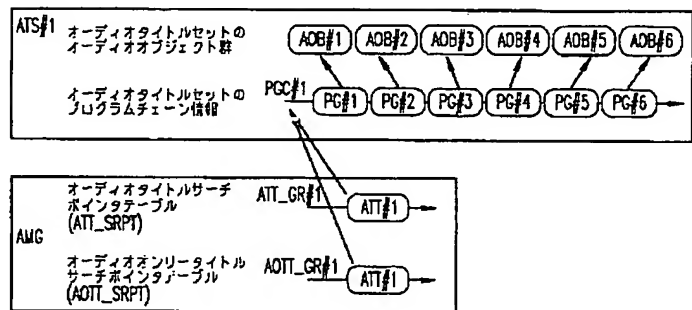 ATS#1
オーディオタイトルセットの
オーディオオブジェクト群
AOB#1 AOB#2 AOB#3 AOB#4 AOB#5 AOB#6
オーディオタイトルセットの
プログラムチェーン情報
PGC#1
PG#1 PG#2 PG#3 PG#4 PG#5 PG#6
AMG
オーディオタイトルサーチ
ポインタテーブル
(ATT_SRPT)
ATT_GR#1
ATT#1
オーディオオンリータイトル
サーチポインタテーブル
(AOTT_SRPT)
AOTT_GR#1
ATT#1